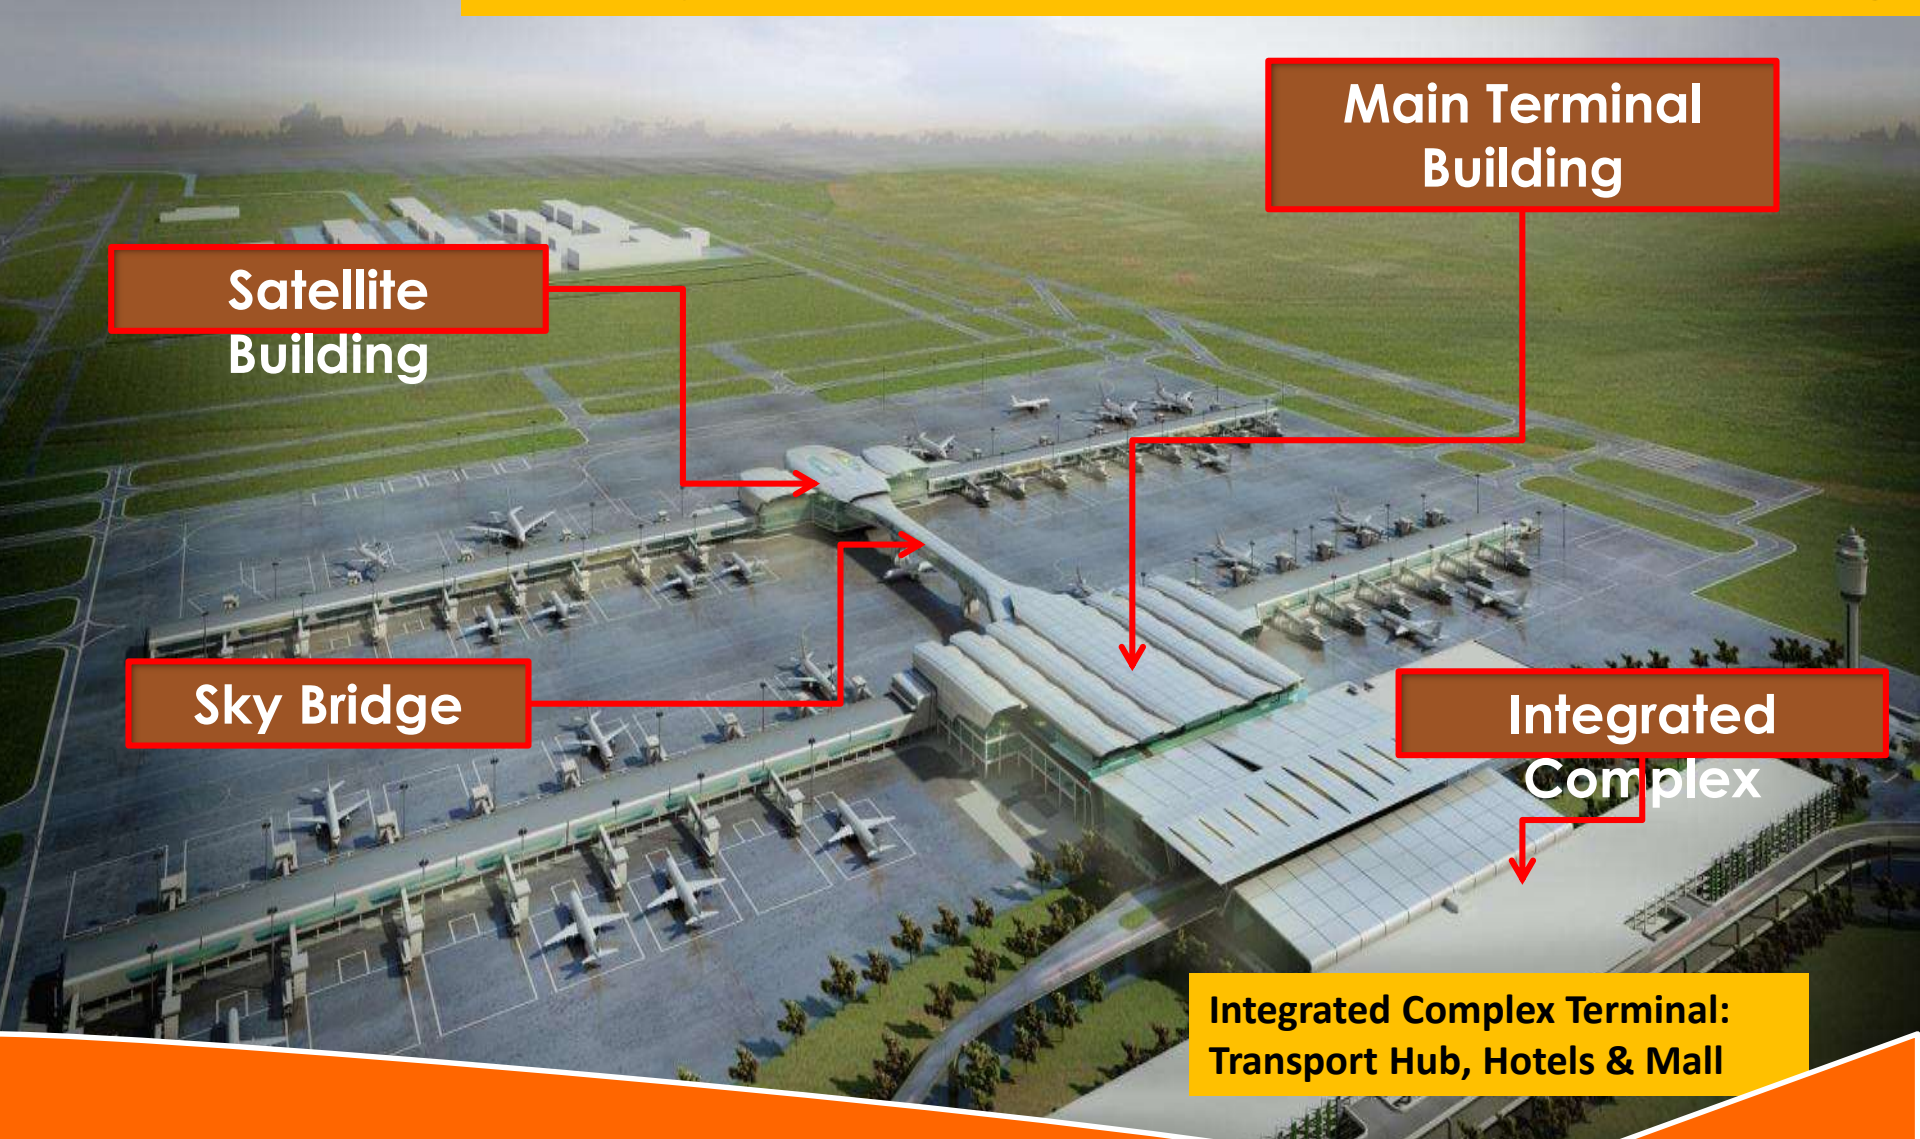 Main Terminal
Building
Satellite
Building
Sky Bridge
Integrated
Complex
Integrated Complex Terminal:
Transport Hub, Hotels & Mall